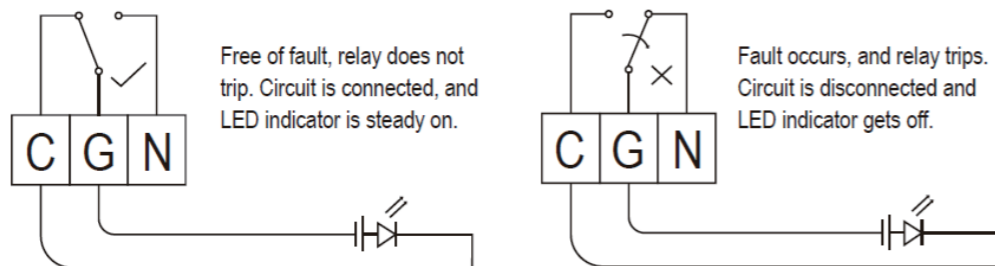 Free of fault, relay does not
trip. Circuit is connected, and
LED indicator is steady on.
C G N
Fault occurs, and relay trips.
Circuit is disconnected and
LED indicator gets off.
C G N